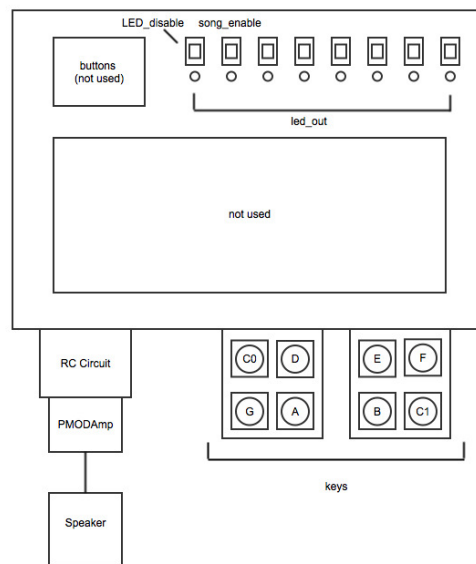 LED_disable song_enable
buttons
(not used)
led_out
not used
RC Circuit
C0 D E F
PMODAmp
G A B C1
keys
Speaker